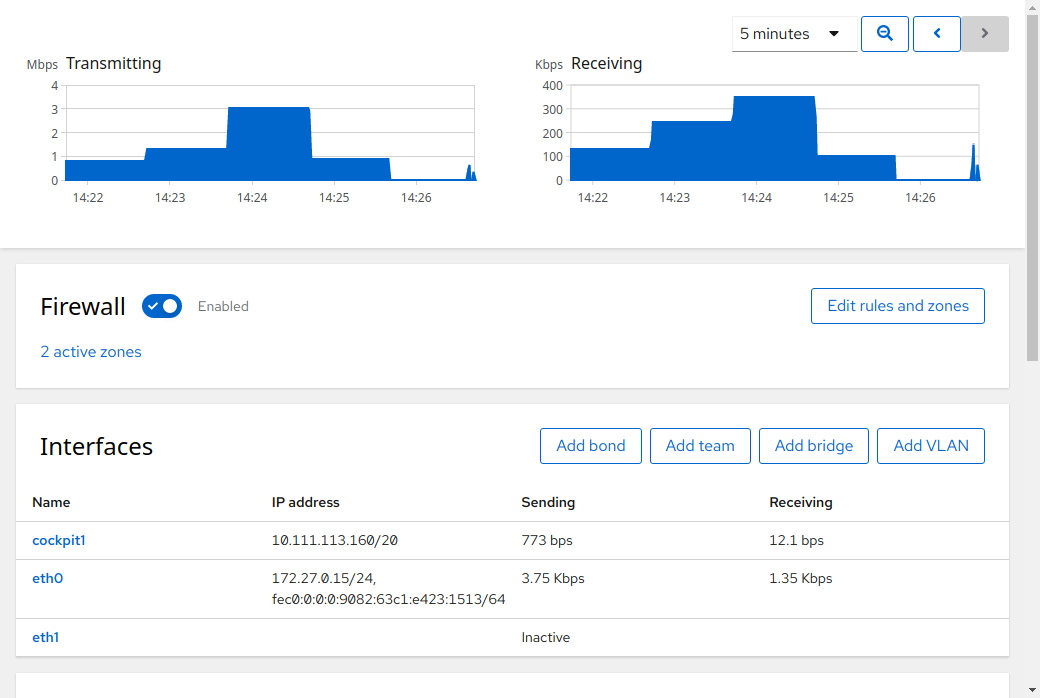 5 minutes
Mbps Transmitting
4
3
2
1
0
14:22 14:23 14:24 14:25 14:26
Kbps Receiving
400
300
200
100
0
14:22 14:23 14:24 14:25 14:26
Firewall Enabled Edit rules and zones
2 active zones
Interfaces Add bond Add team Add bridge Add VLAN
Name IP address Sending Receiving
cockpit1 10.111.113.160/20 773 bps 12.1 bps
eth0 172.27.0.15/24, 3.75 Kbps 1.35 Kbps
fec0:0:0:0:9082:63c1:e423:1513/64
eth1 Inactive